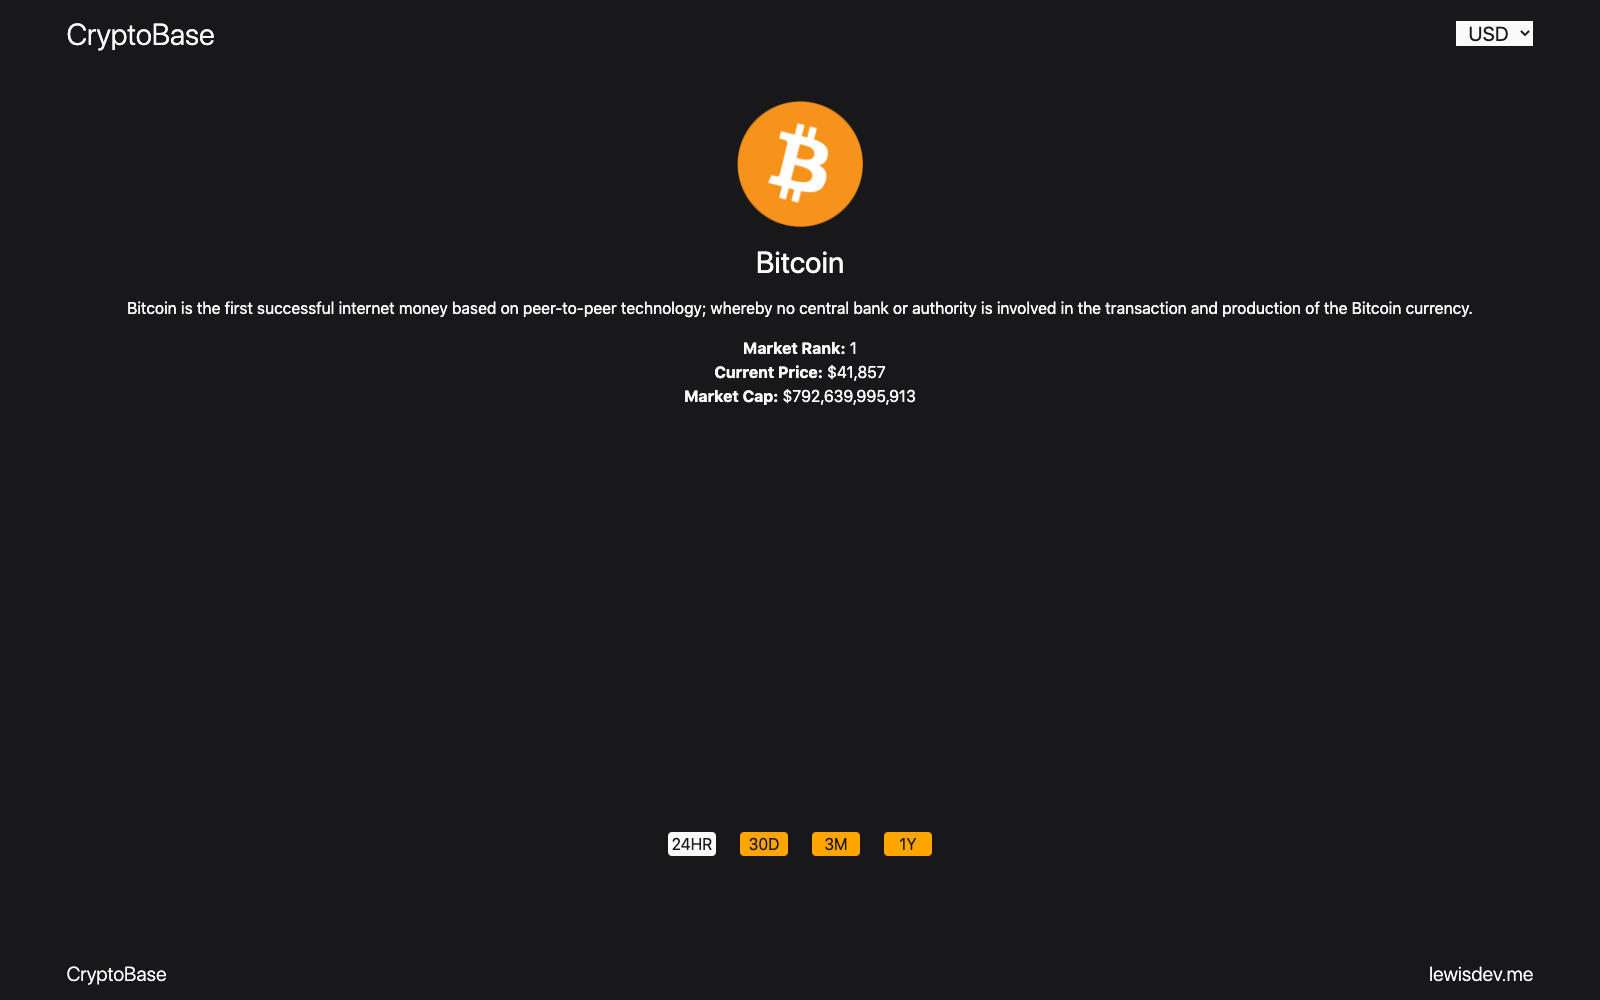 CryptoBase
USD
Bitcoin
Bitcoin is the first successful internet money based on peer-to-peer technology; whereby no central bank or authority is involved in the transaction and production of the Bitcoin currency.
Market Rank: 1
Current Price: $41,857
Market Cap: $792,639,995,913
24HR 30D 3M 1Y
CryptoBase
lewisdev.me